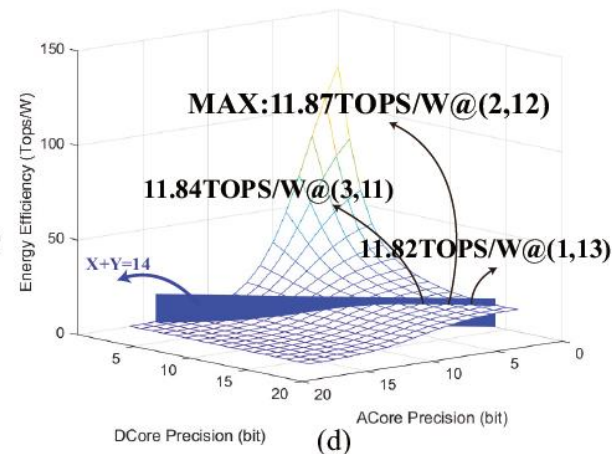 150
100
50
0
Energy Efficiency (Tops/W)
MAX:11.87TOPS/W@(2,12)
11.84TOPS/W@(3,11)
11.82TOPS/W@(1,13)
X+Y=14
5
10
15
20
DCore Precision (bit)
20
15
10
5
0
ACore Precision (bit)
(d)